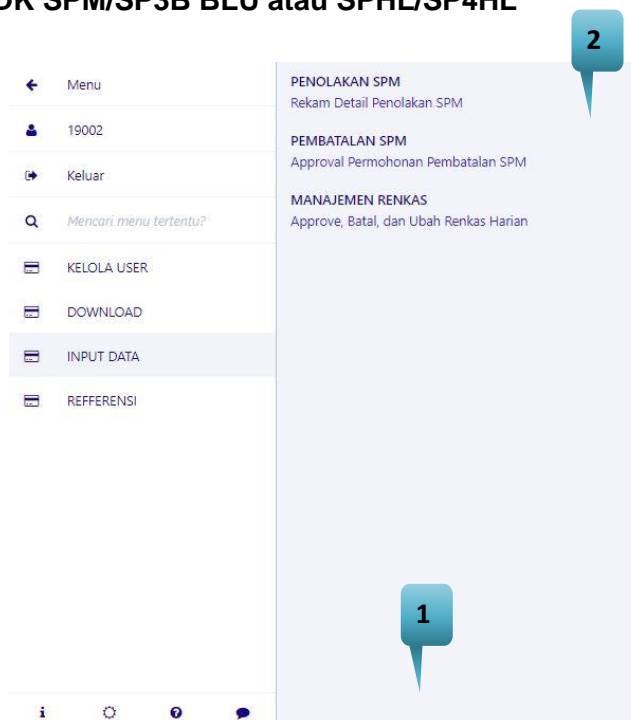 DK SPM/SP3B BLU atau SPHL/SP4HL
2
Menu
19002
Keluar
Mencari menu tertentu?
KELOLA USER
DOWNLOAD
INPUT DATA
REFFERENSI
PENOLAKAN SPM
Rekam Detail Penolakan SPM
PEMBATALAN SPM
Approval Permohonan Pembatalan SPM
MANAJEMEN RENKAS
Approve, Batal, dan Ubah Renkas Harian
1